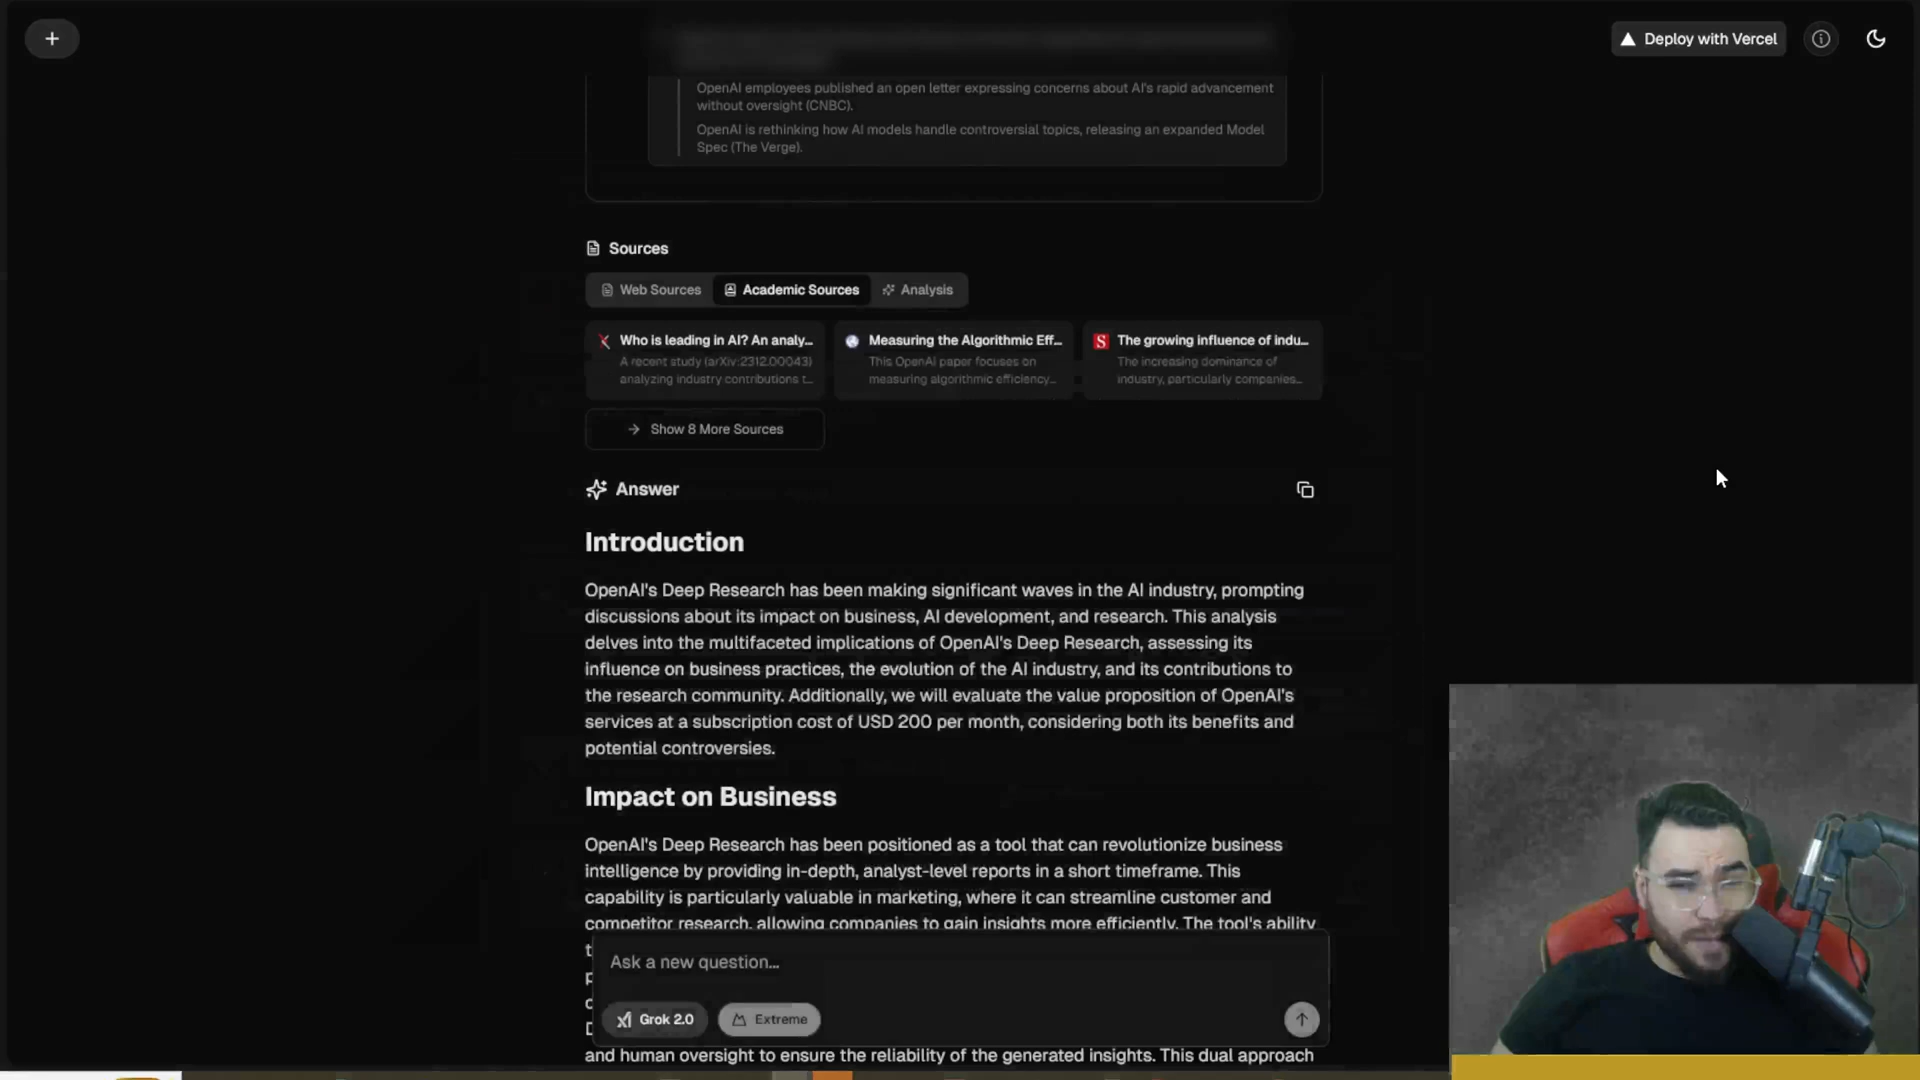 Deploy with Vercel
OpenAI employees published an open letter expressing concerns about AI's rapid advancement
without oversight (CNBC).
OpenAI is rethinking how AI models handle controversial topics, releasing an expanded Model
Spec (The Verge).
Sources
Web Sources Academic Sources Analysis
Who is leading in AI? An analy...
A recent study (arXiv:2312.00043)
analyzing industry contributions t...
Measuring the Algorithmic Eff...
This OpenAI paper focuses on
measuring algorithmic efficiency...
S
The growing influence of indu...
The increasing dominance of
industry, particularly companies...
Show 8 More Sources
Answer
Introduction
OpenAI's Deep Research has been making significant waves in the AI industry, prompting
discussions about its impact on business, AI development, and research. This analysis
delves into the multifaceted implications of OpenAI's Deep Research, assessing its
influence on business practices, the evolution of the AI industry, and its contributions to
the research community. Additionally, we will evaluate the value proposition of OpenAI's
services at a subscription cost of USD 200 per month, considering both its benefits and
potential controversies.
Impact on Business
OpenAI's Deep Research has been positioned as a tool that can revolutionize business
intelligence by providing in-depth, analyst-level reports in a short timeframe. This
capability is particularly valuable in marketing, where it can streamline customer and
competitor research, allowing companies to gain insights more efficiently. The tool's ability
Ask a new question...
Grok 2.0 Extreme
and human oversight to ensure the reliability of the generated insights. This dual approach